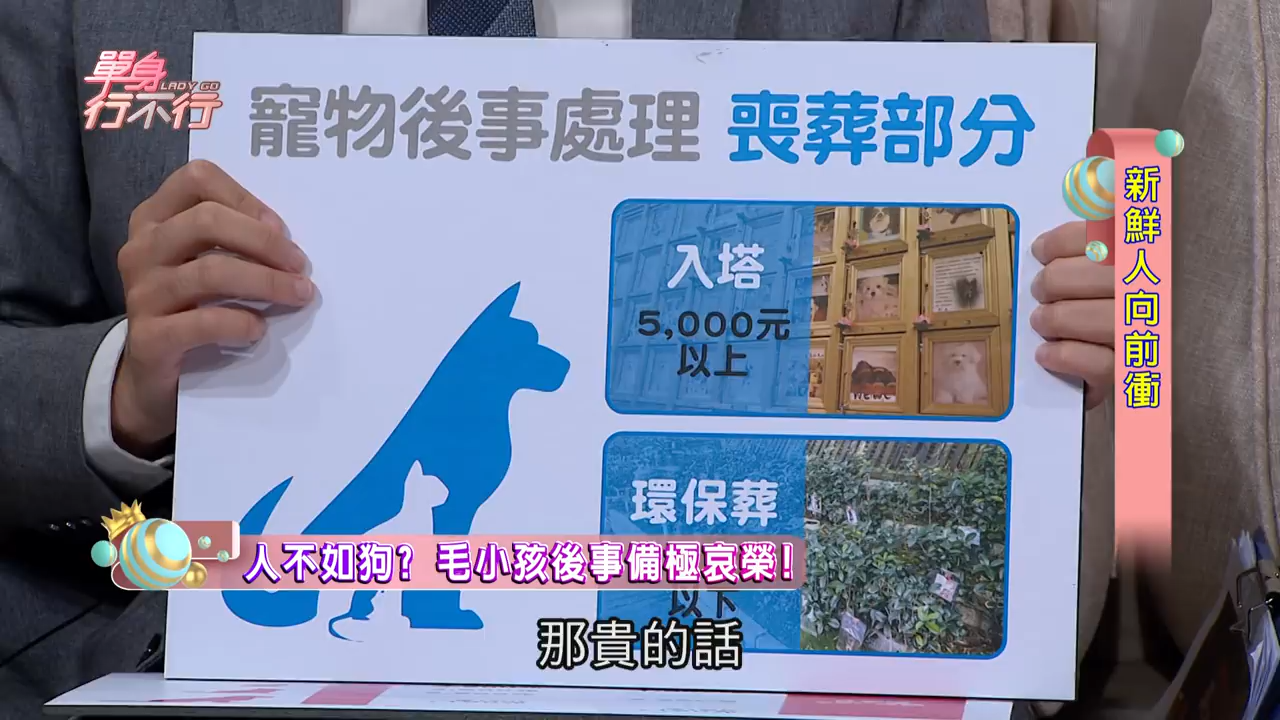 單身
LADY GO
行不行
寵物後事處理 喪葬部分
新鮮人向前衝
入塔
5,000元
以上
環保葬
以下
人不如狗? 毛小孩後事備極哀榮!
那貴的話